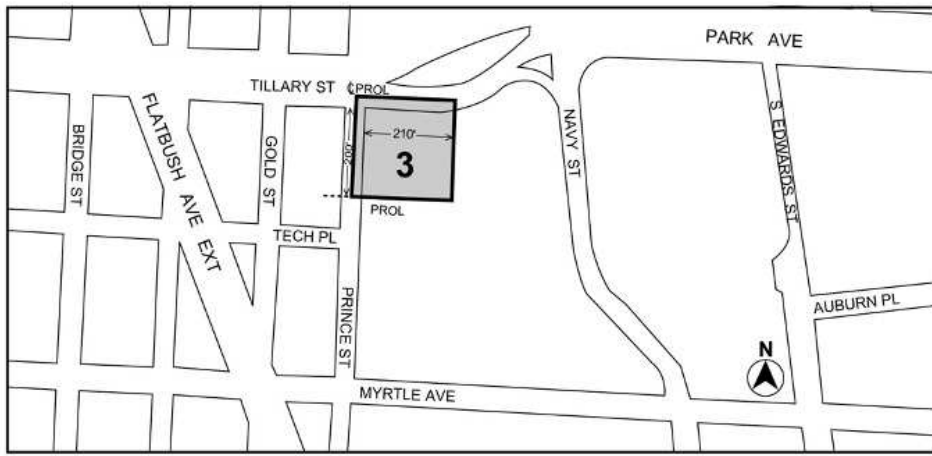 PARK AVE
TILLARY ST
℄PROL
FLATBUSH AVE EXT
BRIDGE ST
GOLD ST
210'
3
NAVY ST
S EDWARDS ST
PROL
TECH PL
PRINCE ST
AUBURN PL
N
MYRTLE AVE